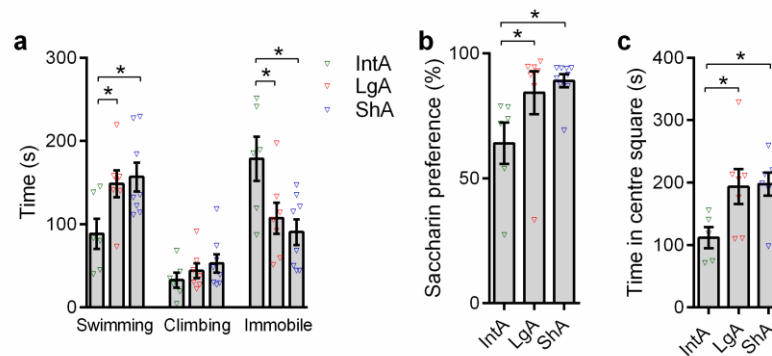 a
Time (s)
300
200
100
0
*
*
*
*
Swimming Climbing Immobile
IntA
LgA
ShA
b
Saccharin preference (%)
100
50
0
*
*
IntA LgA ShA
c
Time in centre square (s)
400
300
200
100
0
*
*
IntA LgA ShA